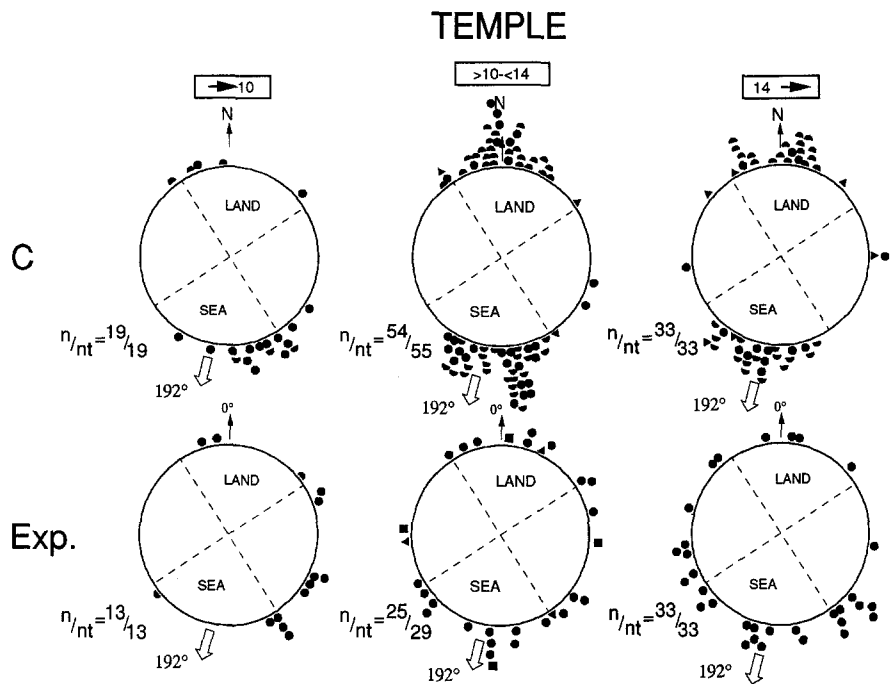 TEMPLE
→10
>10-<14
14 →
N
N
N
C
LAND
SEA
n/nt=19/19
192°
LAND
SEA
n/nt=54/55
192°
LAND
SEA
n/nt=33/33
192°
0°
0°
0°
Exp.
LAND
SEA
n/nt=13/13
192°
LAND
SEA
n/nt=25/29
192°
LAND
SEA
n/nt=33/33
192°